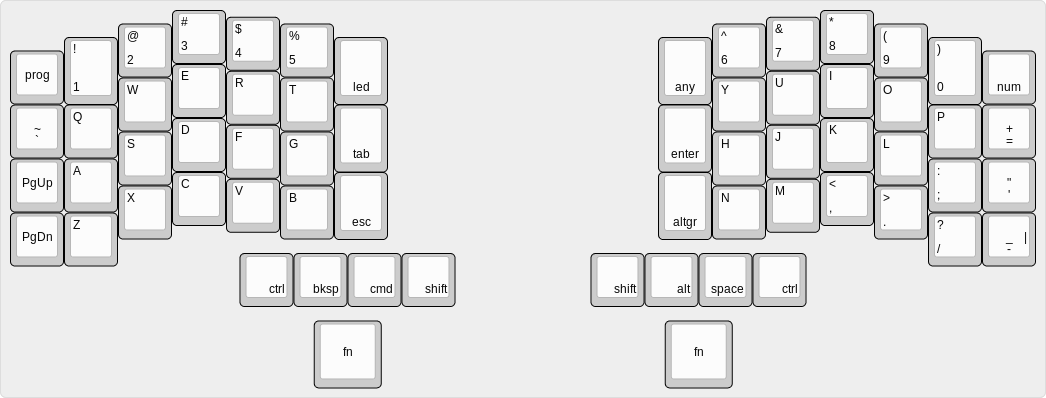 prog ! 1 @ 2 # 3 $ 4 % 5 led any ^ 6 & 7 * 8 ( 9 ) 0 num
~ ` Q W E R T tab enter Y U I O P + =
PgUp A S D F G esc altgr H J K L : ; " '
PgDn Z X C V B N M < , > . ? / _ - |
ctrl bksp cmd shift shift alt space ctrl
fn fn